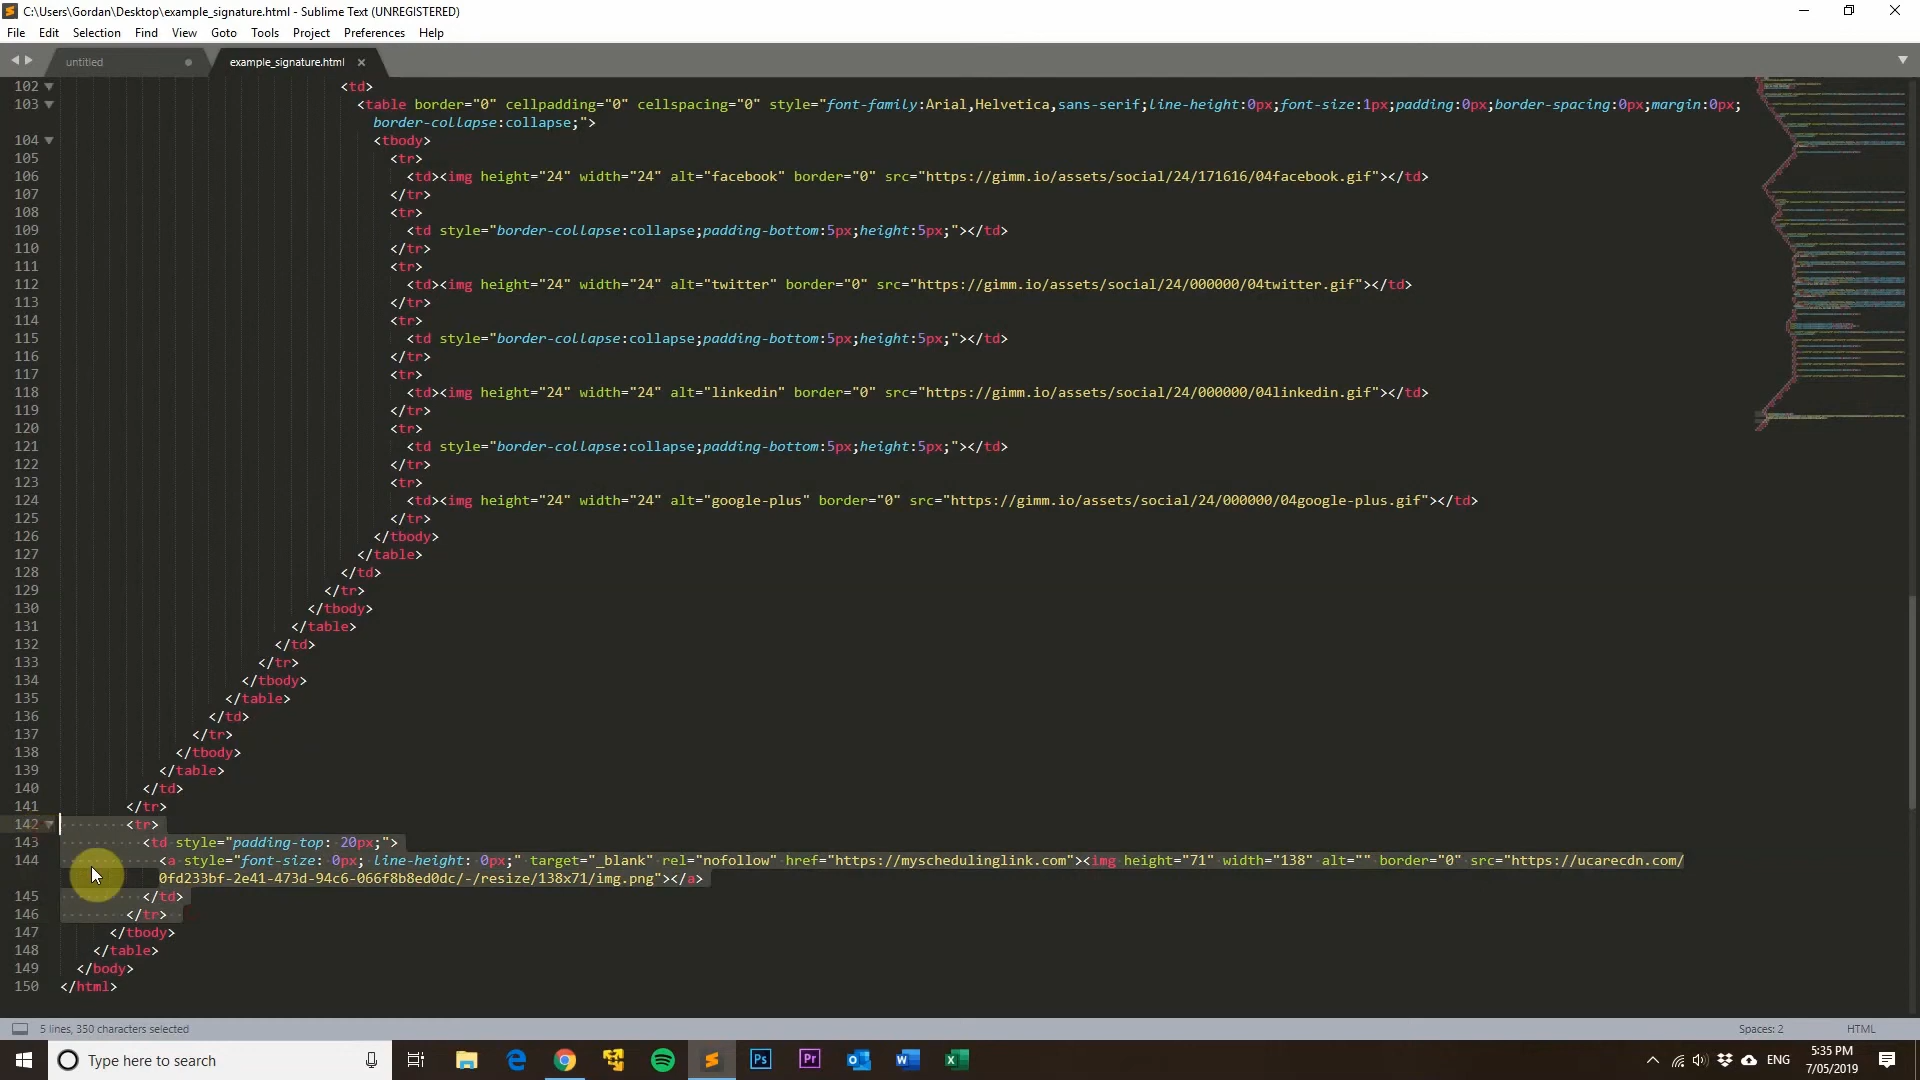 C:\Users\Gordan\Desktop\example_signature.html - Sublime Text (UNREGISTERED)
File Edit Selection Find View Goto Tools Project Preferences Help
untitled example_signature.html
102 <td>
103 <table border="0" cellpadding="0" cellspacing="0" style="font-family:Arial,Helvetica,sans-serif;line-height:0px;font-size:1px;padding:0px;border-spacing:0px;margin:0px;
border-collapse:collapse;">
104 <tbody>
105 <tr>
106 <td><img height="24" width="24" alt="facebook" border="0" src="https://gimm.io/assets/social/24/171616/04facebook.gif"></td>
107 </tr>
108 <tr>
109 <td style="border-collapse:collapse;padding-bottom:5px;height:5px;"></td>
110 </tr>
111 <tr>
112 <td><img height="24" width="24" alt="twitter" border="0" src="https://gimm.io/assets/social/24/000000/04twitter.gif"></td>
113 </tr>
114 <tr>
115 <td style="border-collapse:collapse;padding-bottom:5px;height:5px;"></td>
116 </tr>
117 <tr>
118 <td><img height="24" width="24" alt="linkedin" border="0" src="https://gimm.io/assets/social/24/000000/04linkedin.gif"></td>
119 </tr>
120 <tr>
121 <td style="border-collapse:collapse;padding-bottom:5px;height:5px;"></td>
122 </tr>
123 <tr>
124 <td><img height="24" width="24" alt="google-plus" border="0" src="https://gimm.io/assets/social/24/000000/04google-plus.gif"></td>
125 </tr>
126 </tbody>
127 </table>
128 </td>
129 </tr>
130 </tbody>
131 </table>
132 </td>
133 </tr>
134 </tbody>
135 </table>
136 </td>
137 </tr>
138 </tbody>
139 </table>
140 </td>
141 </tr>
142 <tr>
143 <td style="padding-top: 20px;">
144 <a style="font-size: 0px; line-height: 0px;" target="_blank" rel="nofollow" href="https://myschedulinglink.com"><img height="71" width="138" alt="" border="0" src="https://ucarecdn.com/
0fd233bf-2e41-473d-94c6-066f8b8ed0dc/-/resize/138x71/img.png"></a>
145 </td>
146 </tr>
147 </tbody>
148 </table>
149 </body>
150 </html>
5 lines, 350 characters selected Spaces: 2 HTML
Type here to search Ps Pr ENG 5:35 PM
7/05/2019